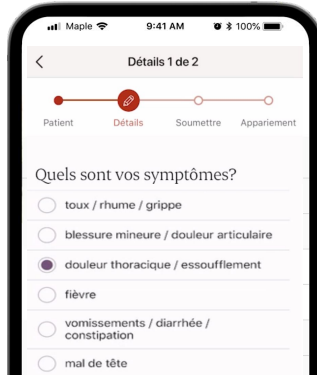 Maple 9:41 AM 100%
Détails 1 de 2
Patient Détails Soumettre Appariement
Quels sont vos symptômes?
toux / rhume / grippe
blessure mineure / douleur articulaire
douleur thoracique / essoufflement
fièvre
vomissements / diarrhée /
constipation
mal de tête